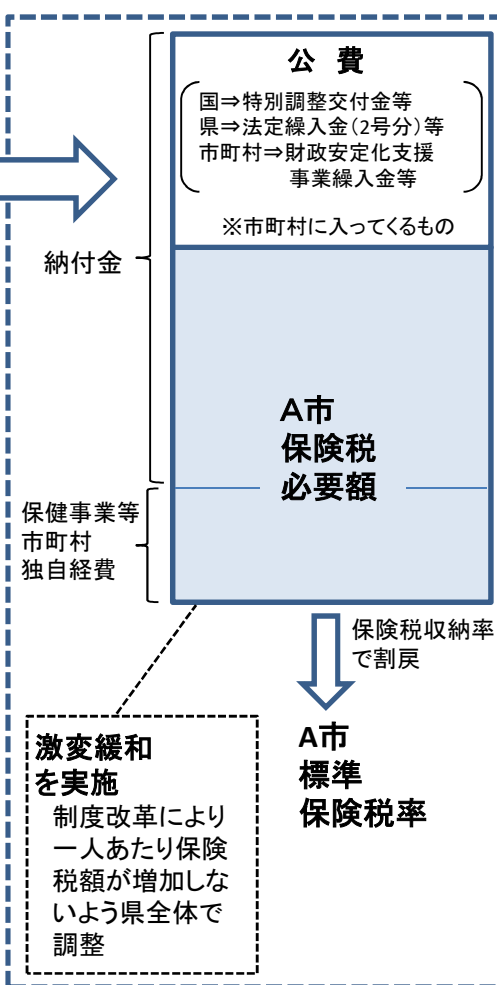 公 費
国⇒特別調整交付金等
県⇒法定繰入金(2号分)等
市町村⇒財政安定化支援
事業繰入金等
※市町村に入ってくるもの
納付金
A市
保険税
必要額
保健事業等
市町村
独自経費
保険税収納率
で割戻
A市
標準
保険税率
激変緩和
を実施
制度改革により
一人あたり保険
税額が増加しな
いよう県全体で
調整